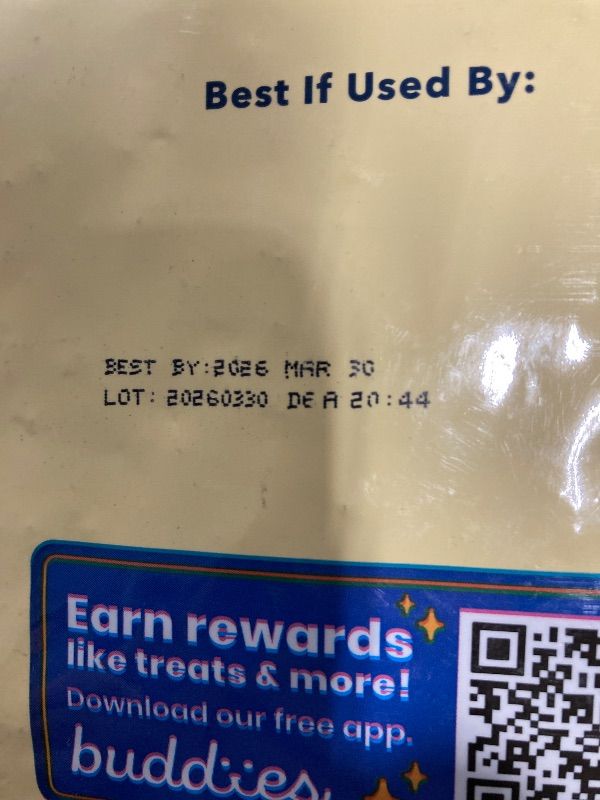 Best If Used By:
BEST BY:2026 MAR 30
LOT: 20260330 DE A 20:44
Earn rewards
like treats & more!
Download our free app.
buddies.